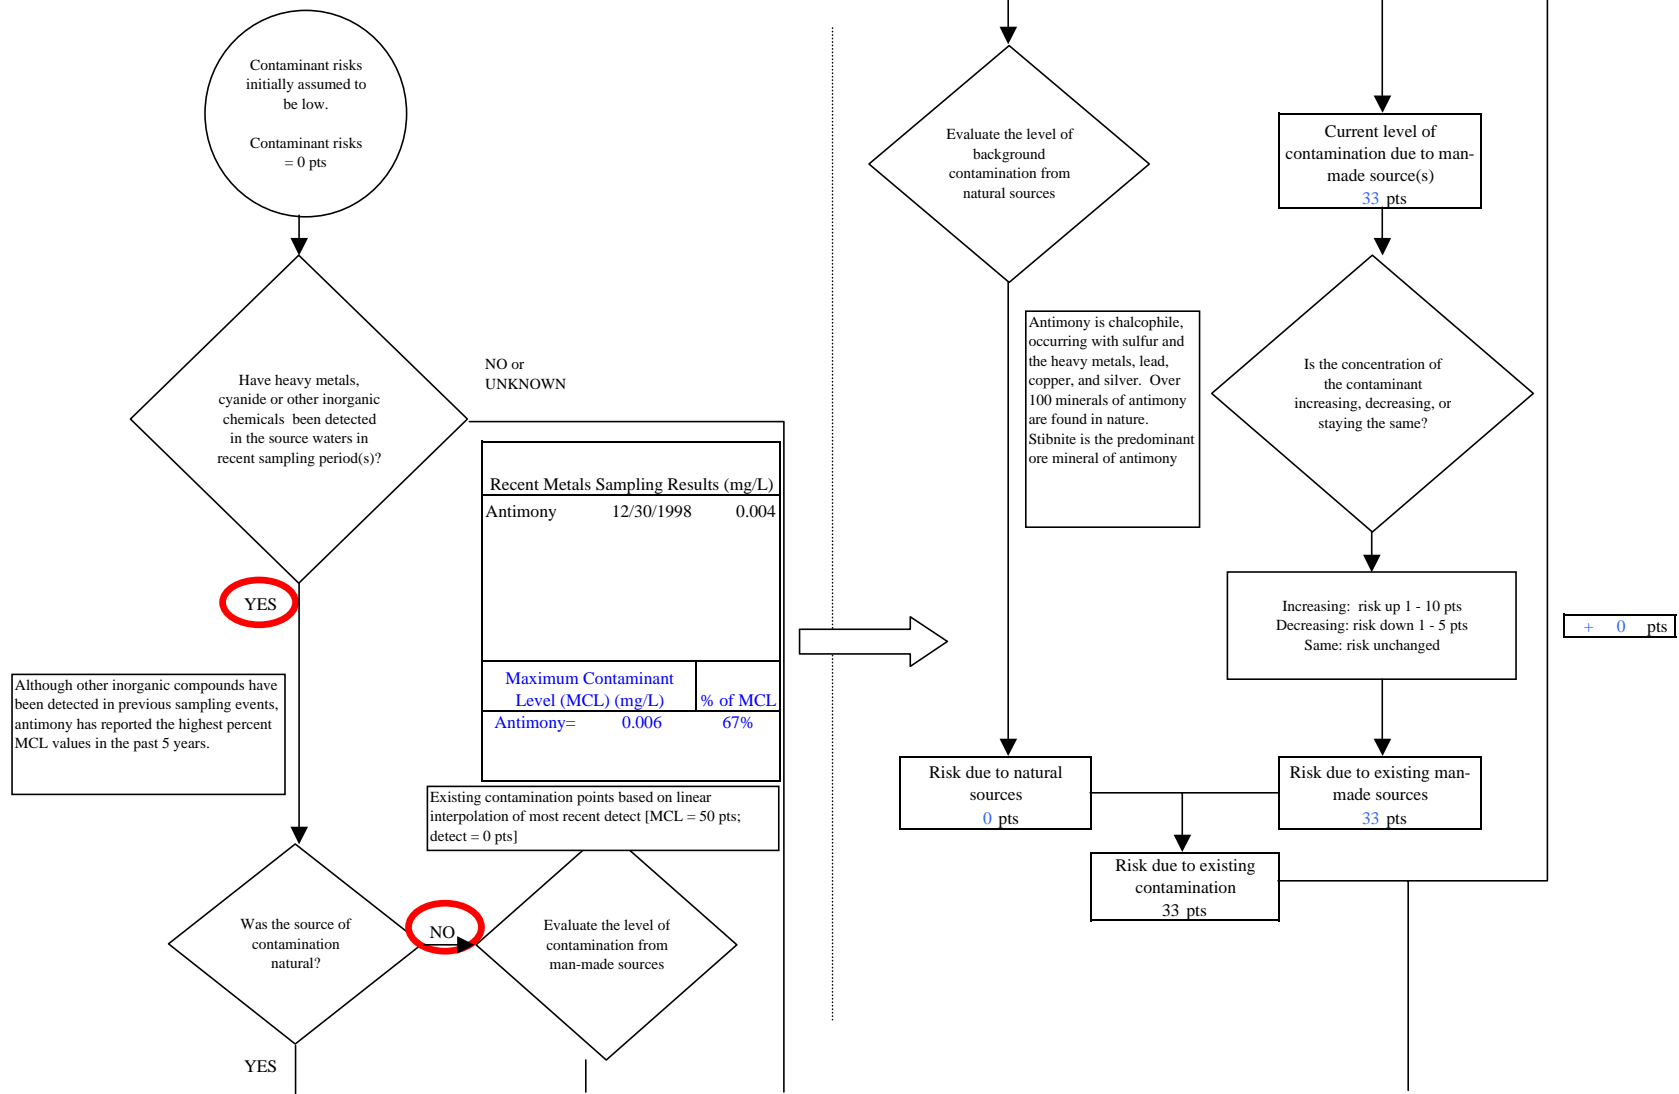 Contaminant risks
initially assumed to
be low.
Contaminant risks
= 0 pts
Have heavy metals,
cyanide or other inorganic
chemicals been detected
in the source waters in
recent sampling period(s)?
NO or
UNKNOWN
YES
Recent Metals Sampling Results (mg/L)
Antimony 12/30/1998 0.004
Maximum Contaminant
Level (MCL) (mg/L) % of MCL
Antimony= 0.006 67%
Although other inorganic compounds have
been detected in previous sampling events,
antimony has reported the highest percent
MCL values in the past 5 years.
Existing contamination points based on linear
interpolation of most recent detect [MCL = 50 pts;
detect = 0 pts]
Was the source of
contamination
natural?
NO
Evaluate the level of
contamination from
man-made sources
YES
Evaluate the level of
background
contamination from
natural sources
Antimony is chalcophile,
occurring with sulfur and
the heavy metals, lead,
copper, and silver. Over
100 minerals of antimony
are found in nature.
Stibnite is the predominant
ore mineral of antimony
Current level of
contamination due to man-
made source(s)
33 pts
Is the concentration of
the contaminant
increasing, decreasing, or
staying the same?
Increasing: risk up 1 - 10 pts
Decreasing: risk down 1 - 5 pts
Same: risk unchanged
+ 0 pts
Risk due to natural
sources
0 pts
Risk due to existing man-
made sources
33 pts
Risk due to existing
contamination
33 pts